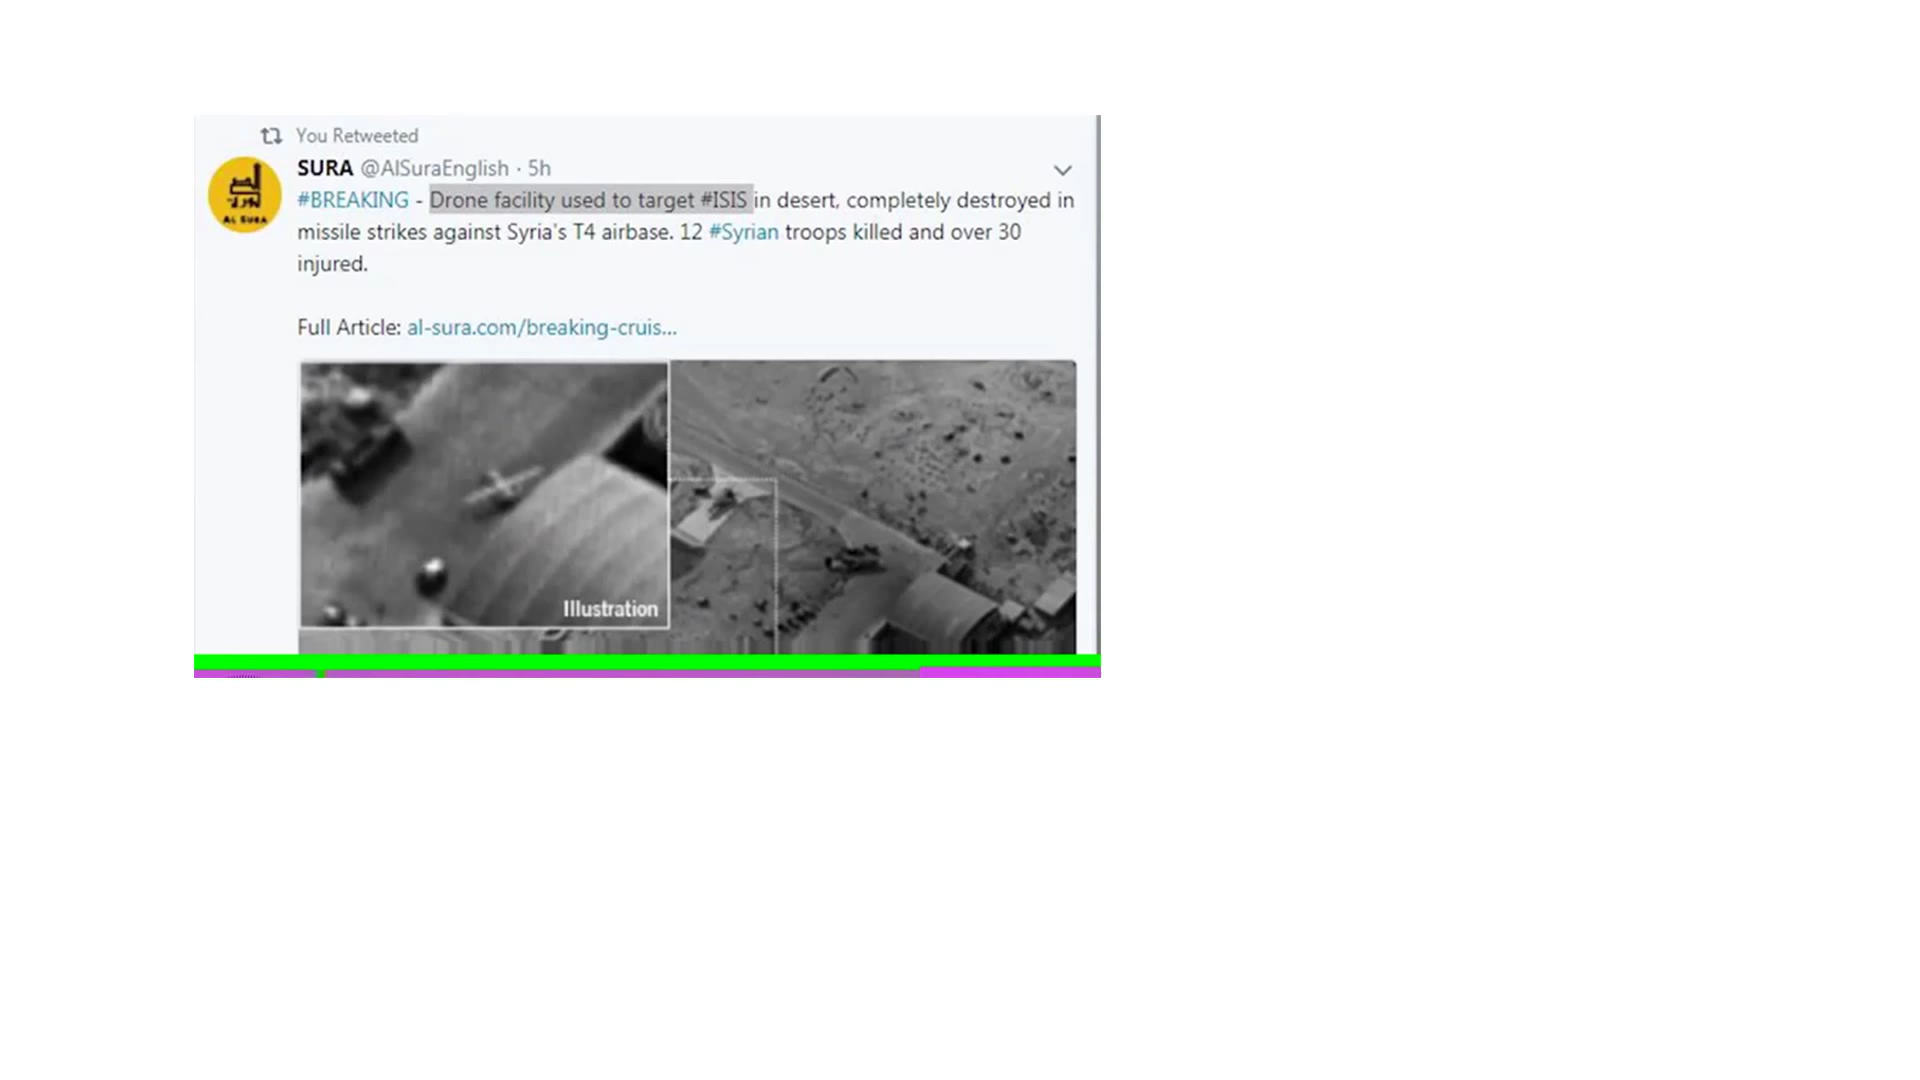 You Retweeted
SURA @AlSuraEnglish · 5h
#BREAKING - Drone facility used to target #ISIS in desert, completely destroyed in
missile strikes against Syria's T4 airbase. 12 #Syrian troops killed and over 30
injured.
Full Article: al-sura.com/breaking-cruis...
AL SURA
Illustration